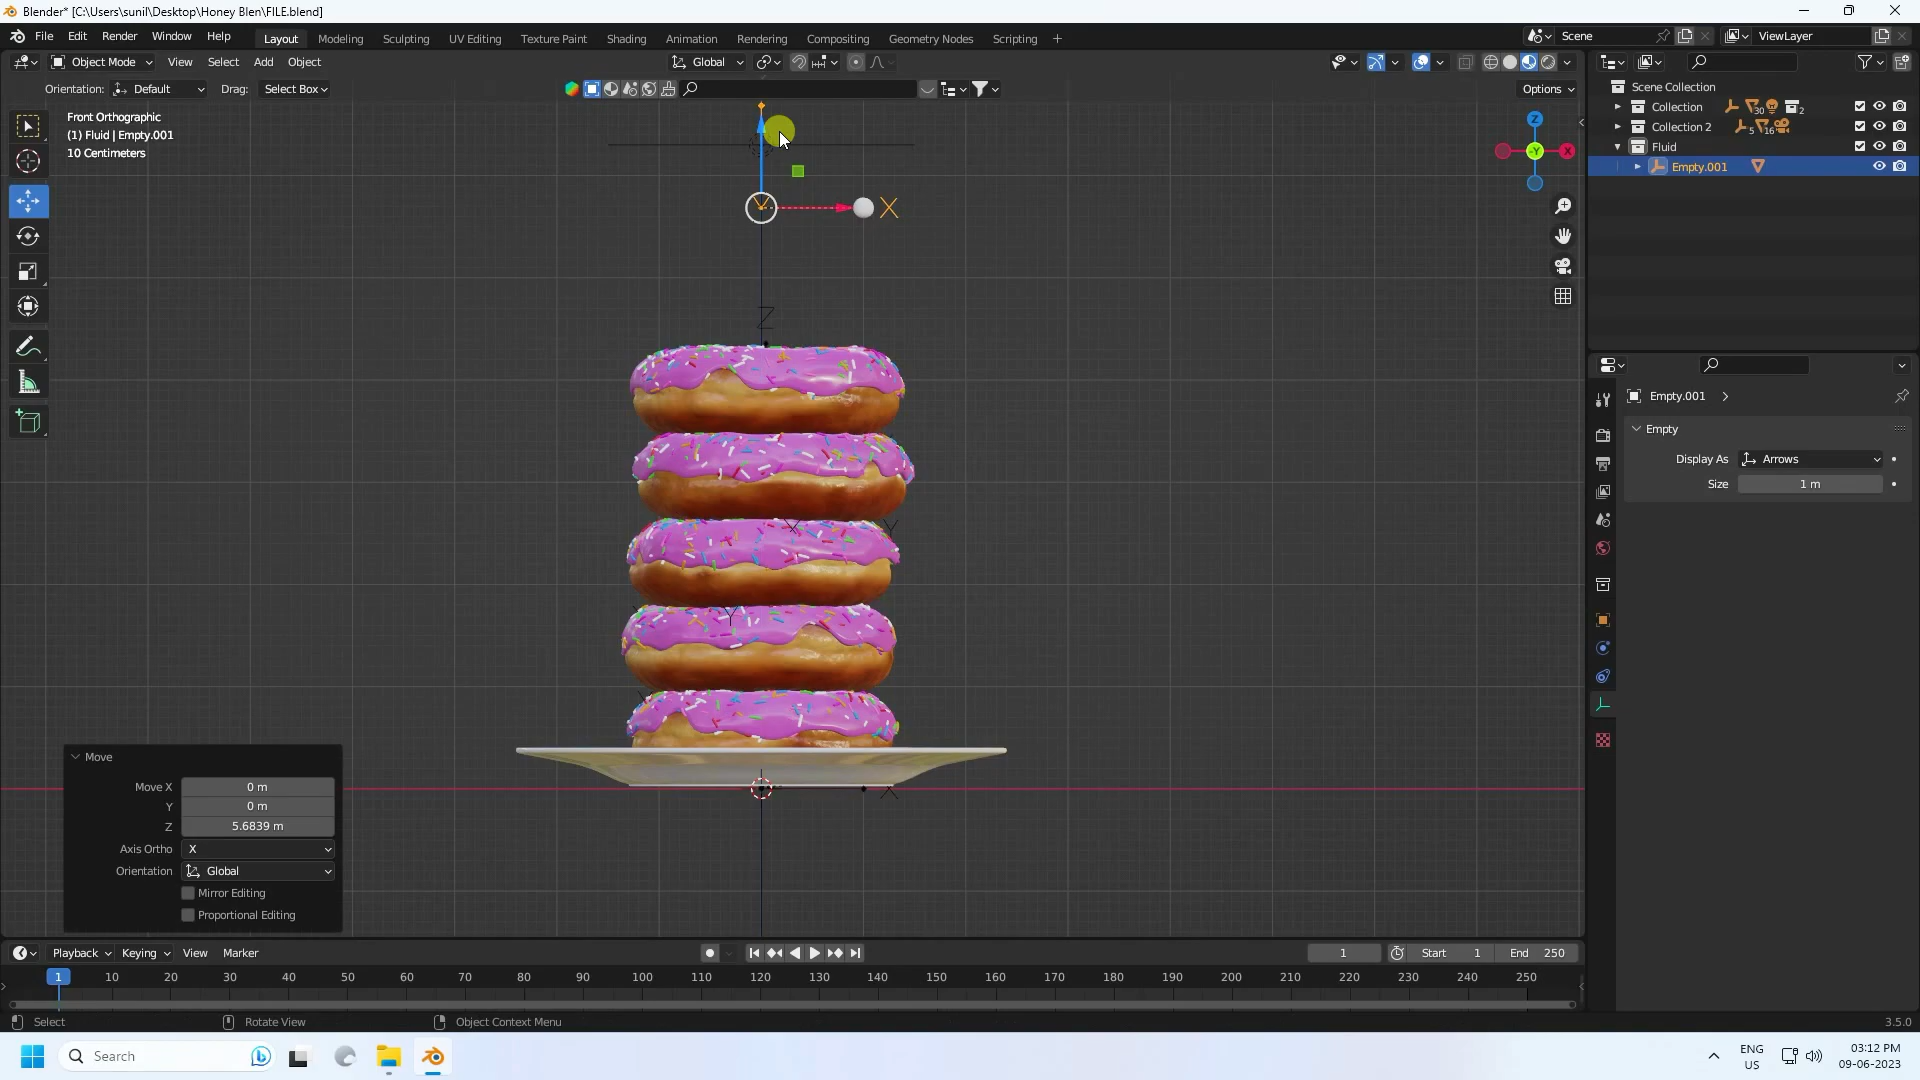 Blender* [C:\Users\sunil\Desktop\Honey Blen\FILE.blend]
File Edit Render Window Help Layout Modeling Sculpting UV Editing Texture Paint Shading Animation Rendering Compositing Geometry Nodes Scripting + Scene ViewLayer
Object Mode View Select Add Object Global
Orientation: Default Drag: Select Box Options
Front Orthographic
(1) Fluid | Empty.001
10 Centimeters
Z
X
-Y
X
Z
X
Y
Y
X
Scene Collection
Collection 30 2
Collection 2 5 16
Fluid
Empty.001
Empty.001
Empty
Display As Arrows
Size 1 m
Move
Move X 0 m
Y 0 m
Z 5.6839 m
Axis Ortho X
Orientation Global
Mirror Editing
Proportional Editing
Playback Keying View Marker 1 Start 1 End 250
1 10 20 30 40 50 60 70 80 90 100 110 120 130 140 150 160 170 180 190 200 210 220 230 240 250
Select Rotate View Object Context Menu 3.5.0
Search
ENG
US
03:12 PM
09-06-2023